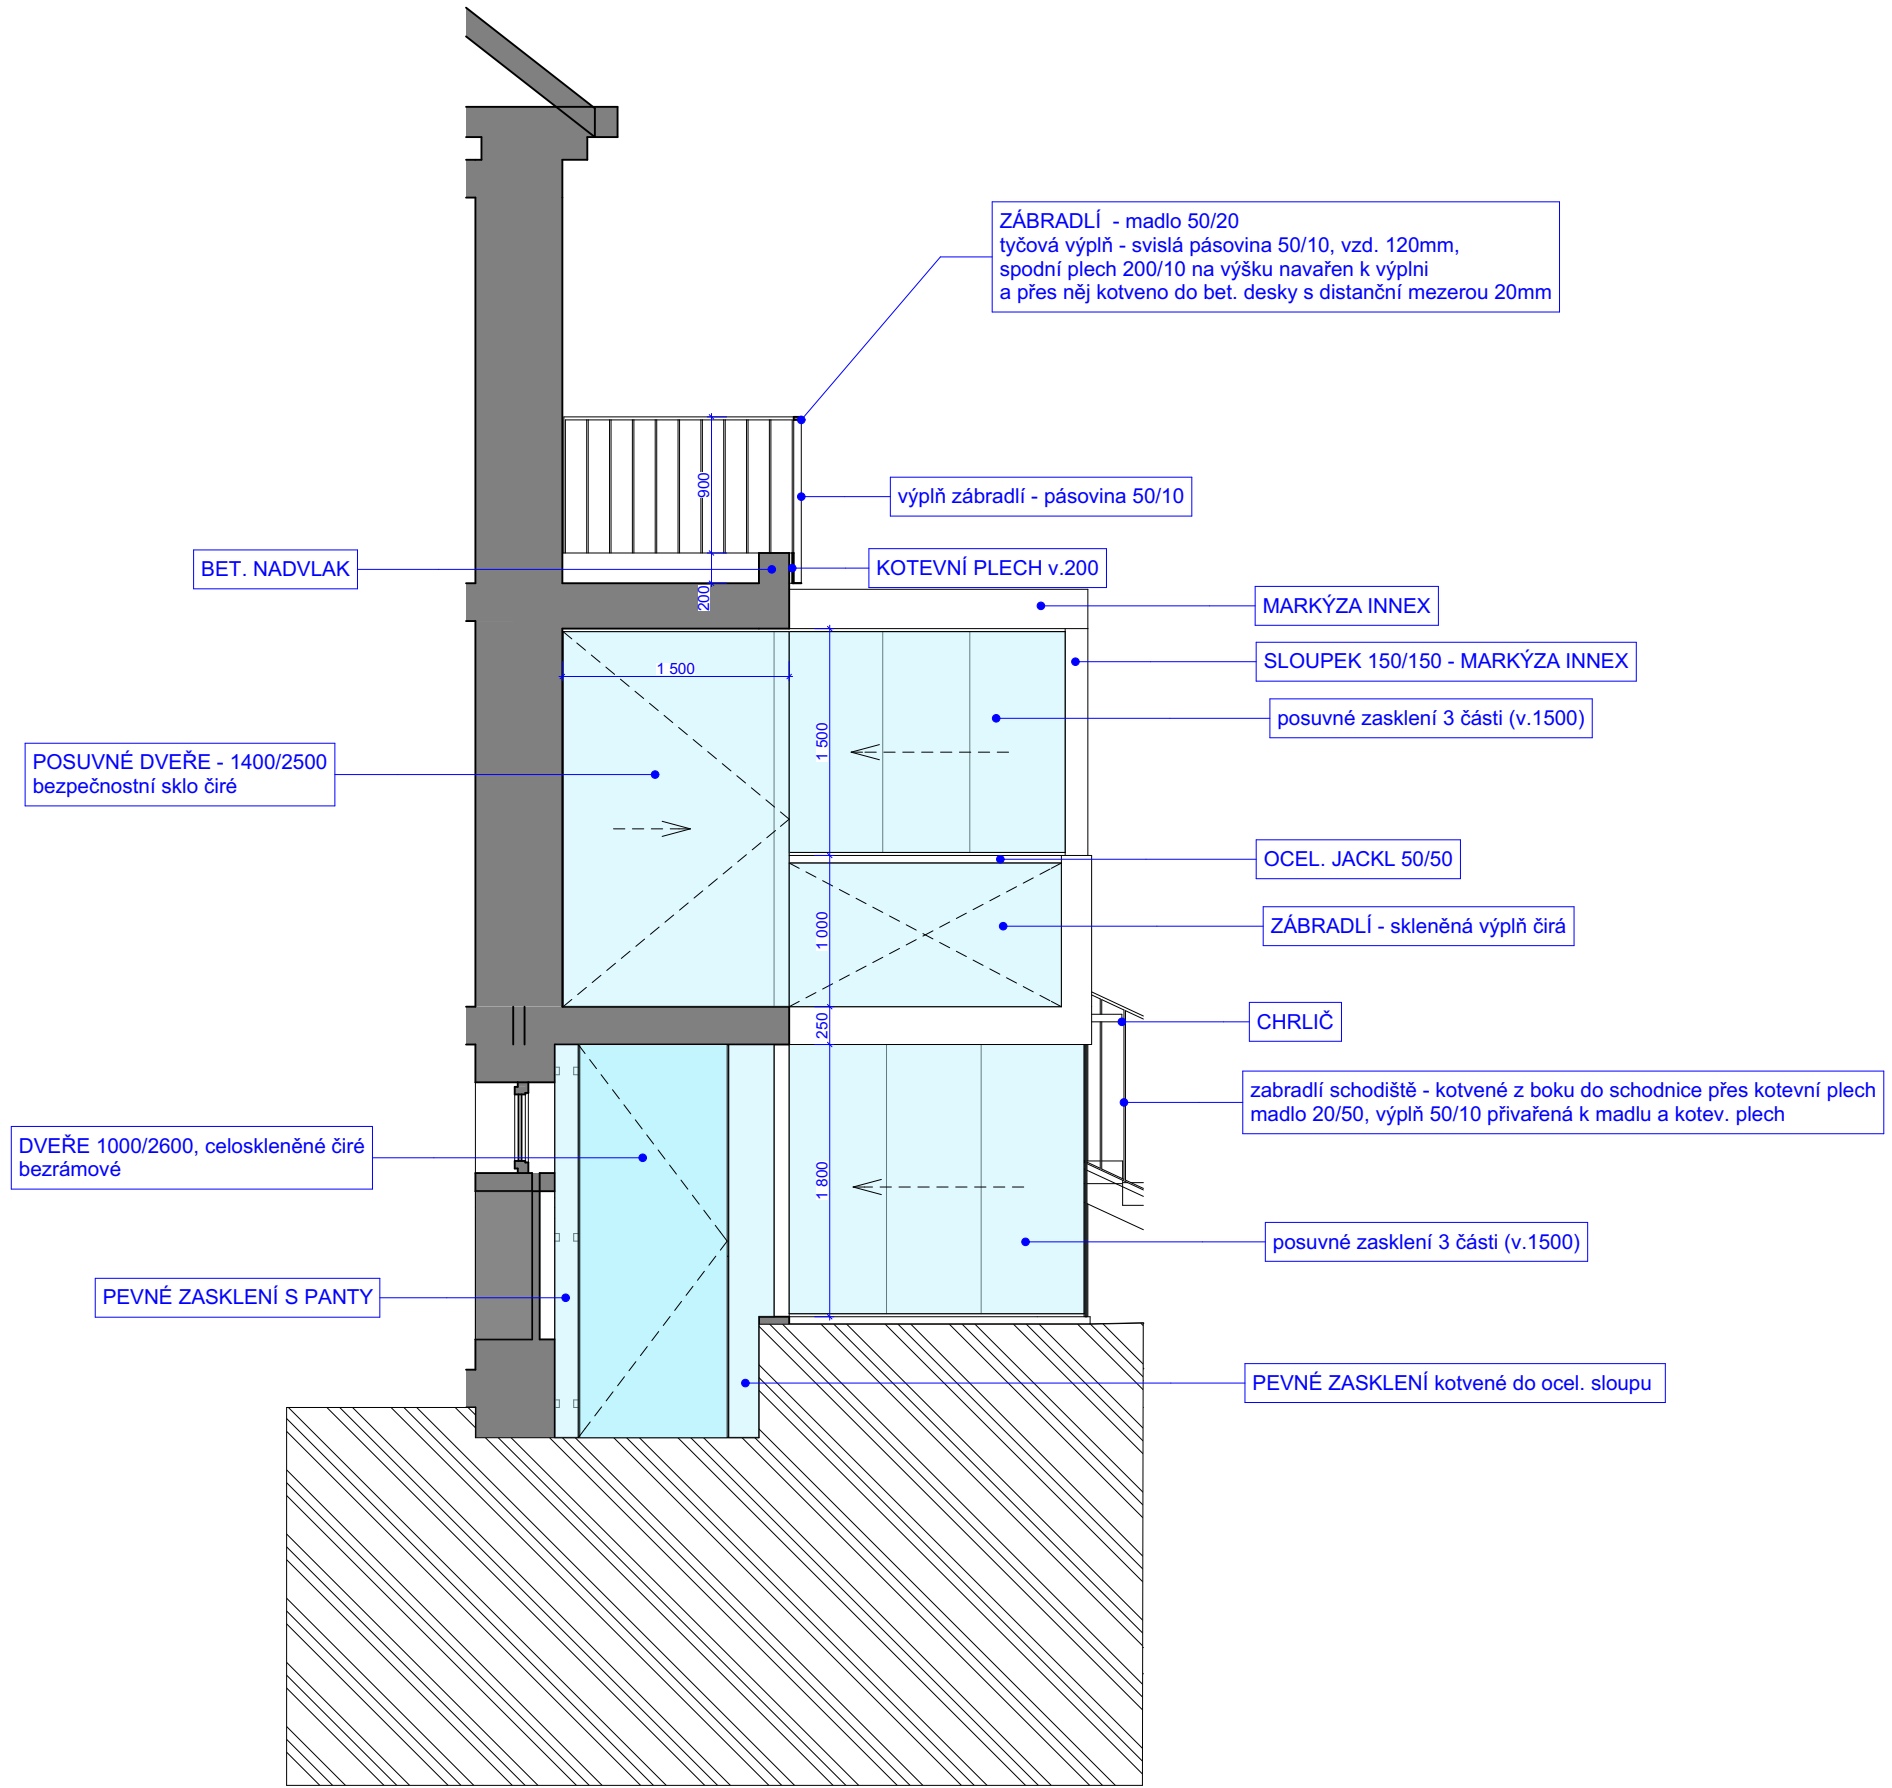 ZÁBRADLÍ - madlo 50/20
tyčová výplň - svislá pásovina 50/10, vzd. 120mm,
spodní plech 200/10 na výšku navařen k výplni
a přes něj kotveno do bet. desky s distanční mezerou 20mm
900
výplň zábradlí - pásovina 50/10
BET. NADVLAK
KOTEVNÍ PLECH v.200
200
MARKÝZA INNEX
SLOUPEK 150/150 - MARKÝZA INNEX
1 500
posuvné zasklení 3 části (v.1500)
1 500
POSUVNÉ DVEŘE - 1400/2500
bezpečnostní sklo čiré
OCEL. JACKL 50/50
1 000
ZÁBRADLÍ - skleněná výplň čirá
250
CHRLIČ
zabradlí schodiště - kotvené z boku do schodnice přes kotevní plech
madlo 20/50, výplň 50/10 přivařená k madlu a kotev. plech
DVEŘE 1000/2600, celoskleněné čiré
bezrámové
1 800
posuvné zasklení 3 části (v.1500)
PEVNÉ ZASKLENÍ S PANTY
PEVNÉ ZASKLENÍ kotvené do ocel. sloupu